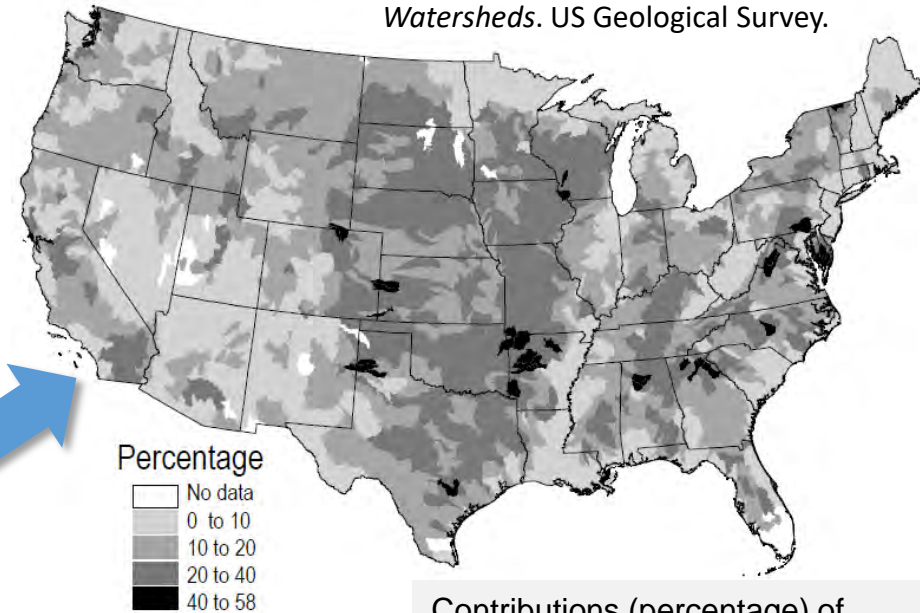 Watersheds. US Geological Survey.
Percentage
No data
0 to 10
10 to 20
20 to 40
40 to 58
Contributions (percentage) of